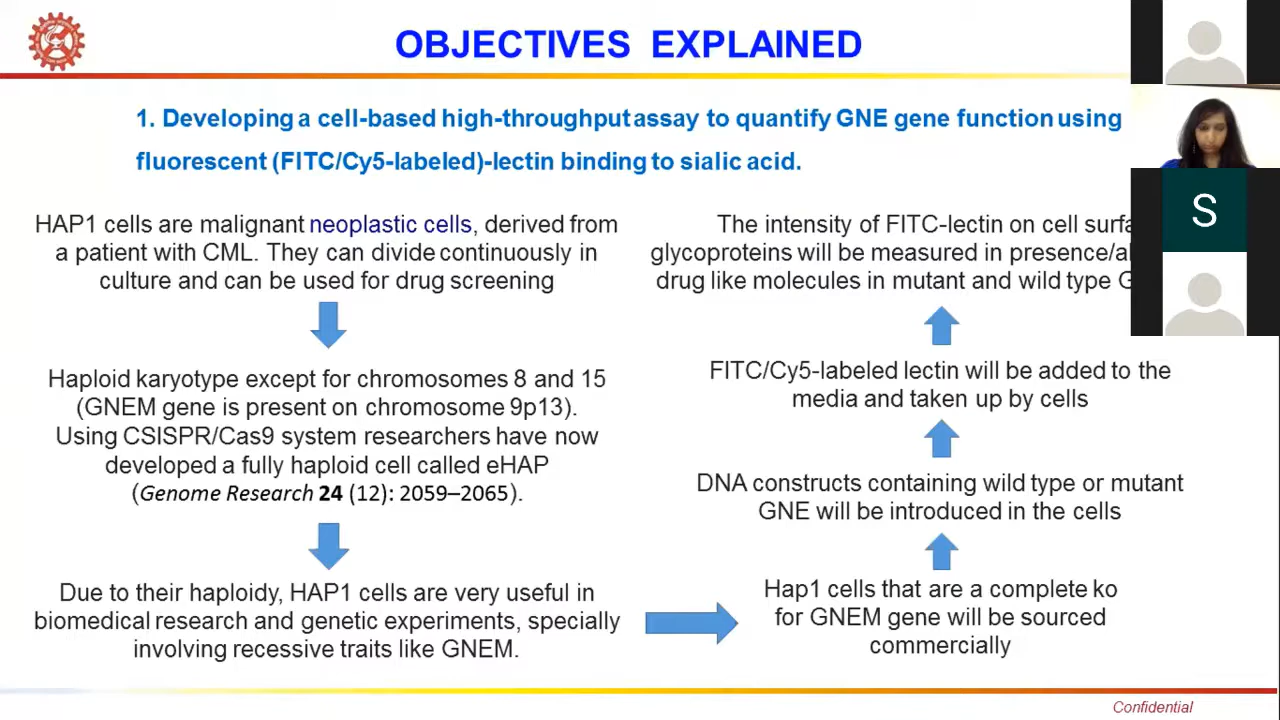 OBJECTIVES EXPLAINED
1. Developing a cell-based high-throughput assay to quantify GNE gene function using
fluorescent (FITC/Cy5-labeled)-lectin binding to sialic acid.
HAP1 cells are malignant neoplastic cells, derived from
a patient with CML. They can divide continuously in
culture and can be used for drug screening
Haploid karyotype except for chromosomes 8 and 15
(GNEM gene is present on chromosome 9p13).
Using CSISPR/Cas9 system researchers have now
developed a fully haploid cell called eHAP
(Genome Research 24 (12): 2059–2065).
Due to their haploidy, HAP1 cells are very useful in
biomedical research and genetic experiments, specially
involving recessive traits like GNEM.
Hap1 cells that are a complete ko
for GNEM gene will be sourced
commercially
DNA constructs containing wild type or mutant
GNE will be introduced in the cells
FITC/Cy5-labeled lectin will be added to the
media and taken up by cells
The intensity of FITC-lectin on cell
glycoproteins will be measured in
drug like molecules in mutant and wild type
S
Confidential